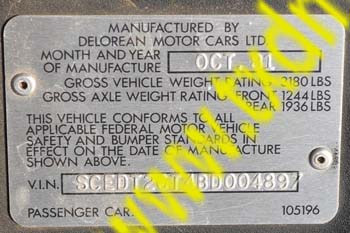 MANUFACTURED BY
DELOREAN MOTOR CARS LTD.
MONTH AND YEAR
OF MANUFACTURE OCT. 81
GROSS VEHICLE WEIGHT RATING 3180 LBS
GROSS AXLE WEIGHT RATING FRONT 1244 LBS
REAR 1936 LBS
THIS VEHICLE CONFORMS TO ALL
APPLICABLE FEDERAL MOTOR VEHICLE
SAFETY AND BUMPER STANDARDS IN
EFFECT ON THE DATE OF MANUFACTURE
SHOWN ABOVE.
V.I.N.
PASSENGER CAR. 105196